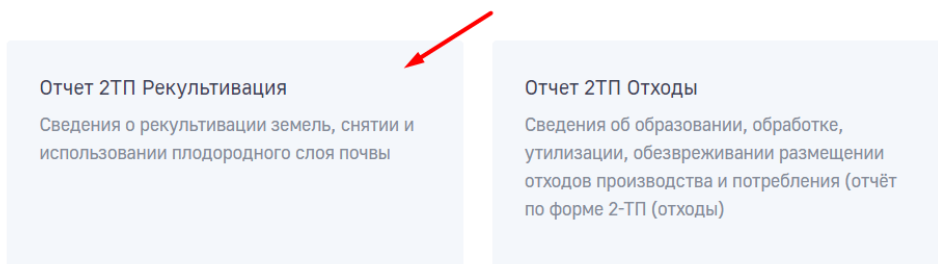 Отчет 2ТП Рекультивация
Сведения о рекультивации земель, снятии и
использовании плодородного слоя почвы
Отчет 2ТП Отходы
Сведения об образовании, обработке,
утилизации, обезвреживании размещении
отходов производства и потребления (отчёт
по форме 2-ТП (отходы)